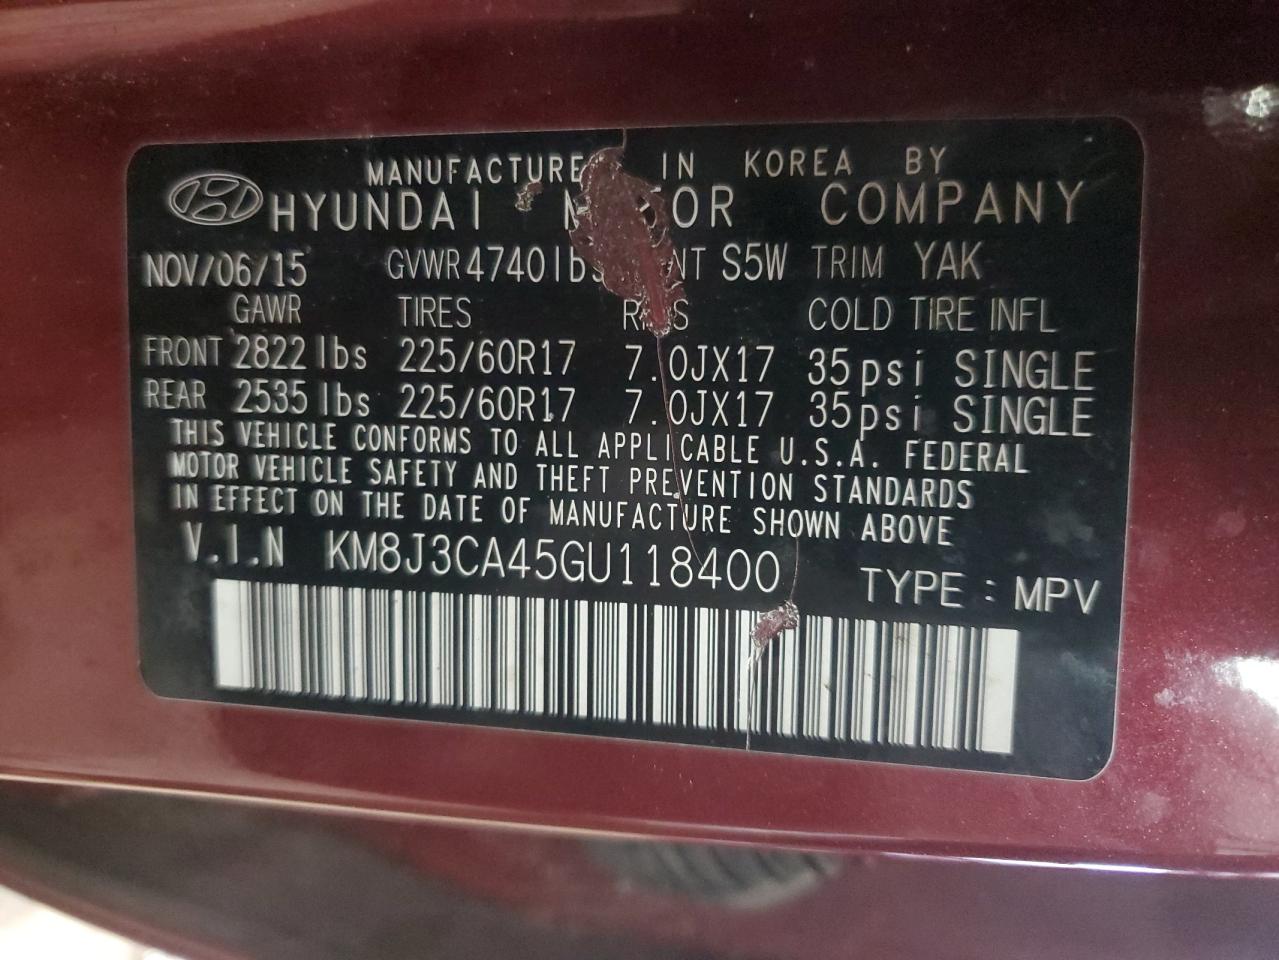 MANUFACTURE IN KOREA BY
HYUNDAI COMPANY
NOV/06/15 GVWR 4740lbs S5W TRIM YAK
GAWR TIRES COLD TIRE INFL
FRONT 2822 lbs 225/60R17 7.0JX17 35psi SINGLE
REAR 2535 lbs 225/60R17 7.0JX17 35psi SINGLE
THIS VEHICLE CONFORMS TO ALL APPLICABLE U.S.A. FEDERAL
MOTOR VEHICLE SAFETY AND THEFT PREVENTION STANDARDS
IN EFFECT ON THE DATE OF MANUFACTURE SHOWN ABOVE
V.I.N KM8J3CA45GU118400 TYPE : MPV